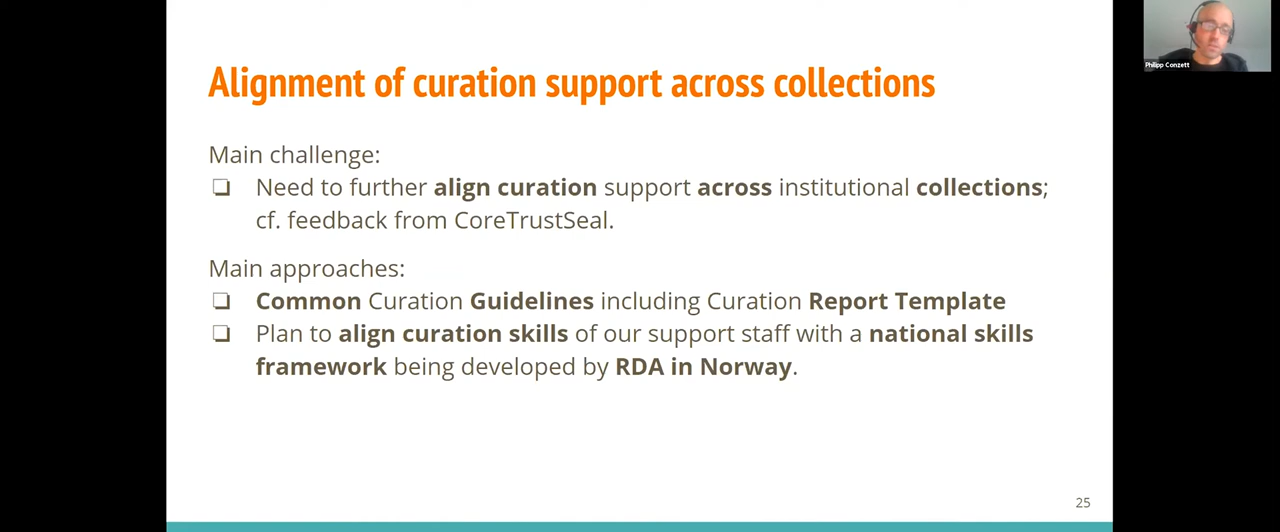 Alignment of curation support across collections
Main challenge:
❏ Need to further align curation support across institutional collections;
cf. feedback from CoreTrustSeal.
Main approaches:
❏ Common Curation Guidelines including Curation Report Template
❏ Plan to align curation skills of our support staff with a national skills
framework being developed by RDA in Norway.
25
Philipp Conzett